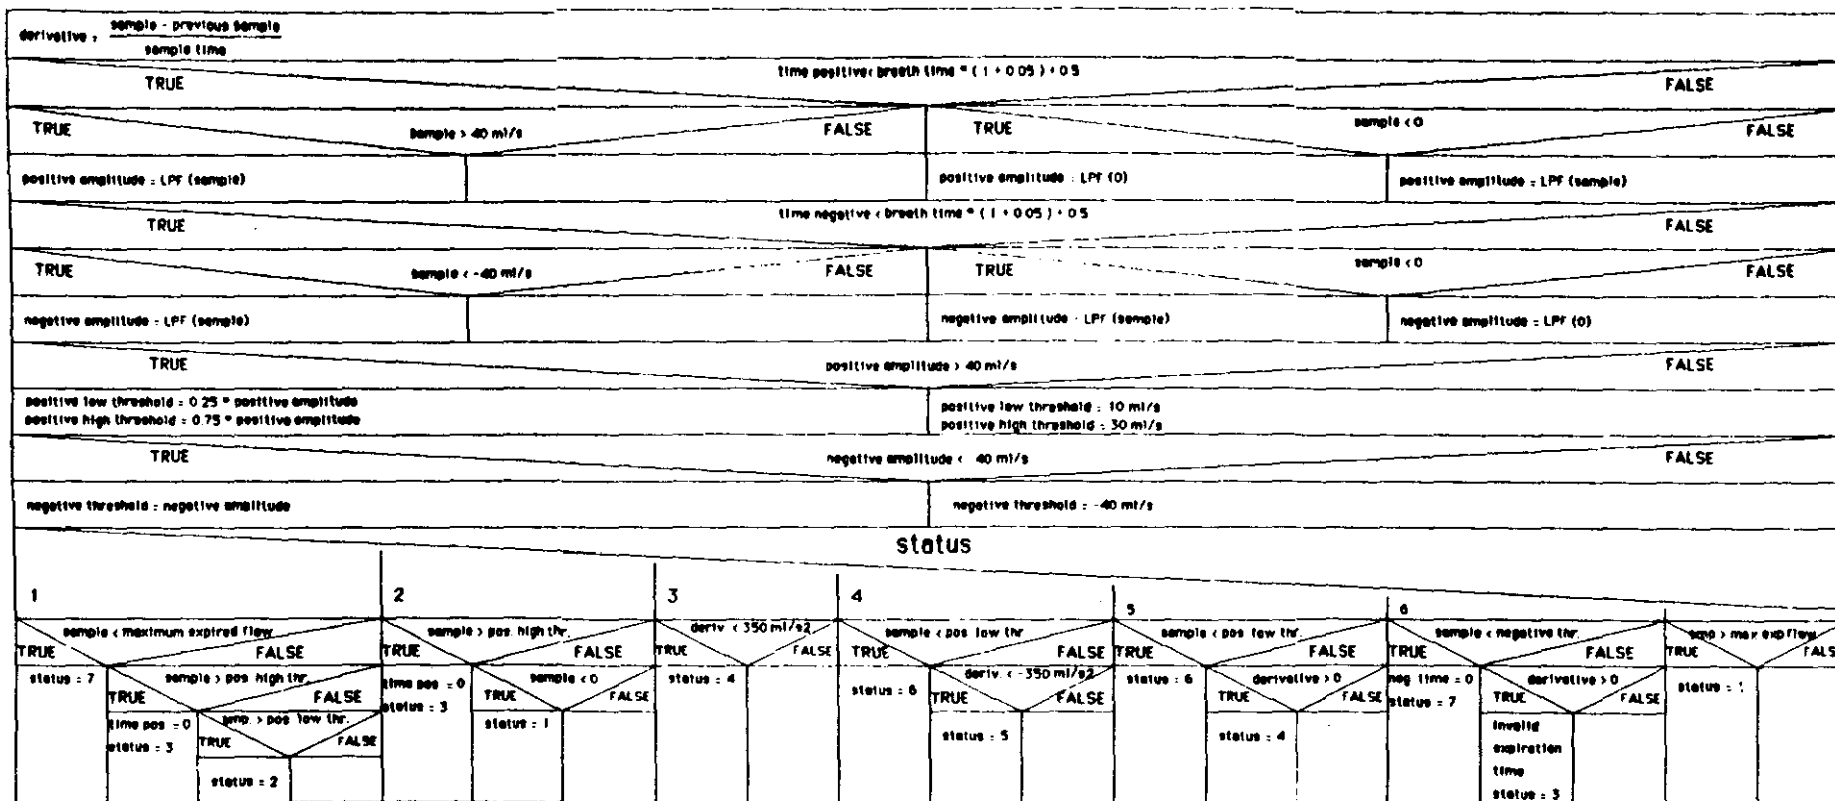 sample - previous sample
derivative =
sample time
time positive < breath time * ( 1 + 0.05 ) + 0.5
TRUE
FALSE
TRUE
sample > 40 ml/s
FALSE
TRUE
sample < 0
FALSE
positive amplitude = LPF (sample)
positive amplitude = LPF (0)
positive amplitude = LPF (sample)
time negative < breath time * ( 1 + 0.05 ) + 0.5
TRUE
FALSE
TRUE
sample < -40 ml/s
FALSE
TRUE
sample < 0
FALSE
negative amplitude = LPF (sample)
negative amplitude = LPF (sample)
negative amplitude = LPF (0)
TRUE
positive amplitude > 40 ml/s
FALSE
positive low threshold = 0.25 * positive amplitude
positive high threshold = 0.75 * positive amplitude
positive low threshold = 10 ml/s
positive high threshold = 30 ml/s
TRUE
negative amplitude < 40 ml/s
FALSE
negative threshold = negative amplitude
negative threshold = -40 ml/s
status
1
2
3
4
5
6
sample < maximum expired flow
TRUE
FALSE
status = 7
sample > pos. high thr.
TRUE
FALSE
time pos = 0
status = 3
smp. > pos. low thr.
TRUE
FALSE
status = 2
sample > pos. high thr.
TRUE
FALSE
time pos = 0
status = 3
sample < 0
TRUE
FALSE
status = 1
deriv. < 350 ml/s2
TRUE
FALSE
status = 4
sample < pos. low thr.
TRUE
FALSE
status = 6
deriv. < -350 ml/s2
TRUE
FALSE
status = 5
sample < pos. low thr.
TRUE
FALSE
status = 6
derivative > 0
TRUE
FALSE
status = 4
sample < negative thr.
TRUE
FALSE
neg time = 0
status = 7
derivative > 0
TRUE
FALSE
invalid
expiration
time
status = 3
smp > max exp flow
TRUE
FALS
status = 1